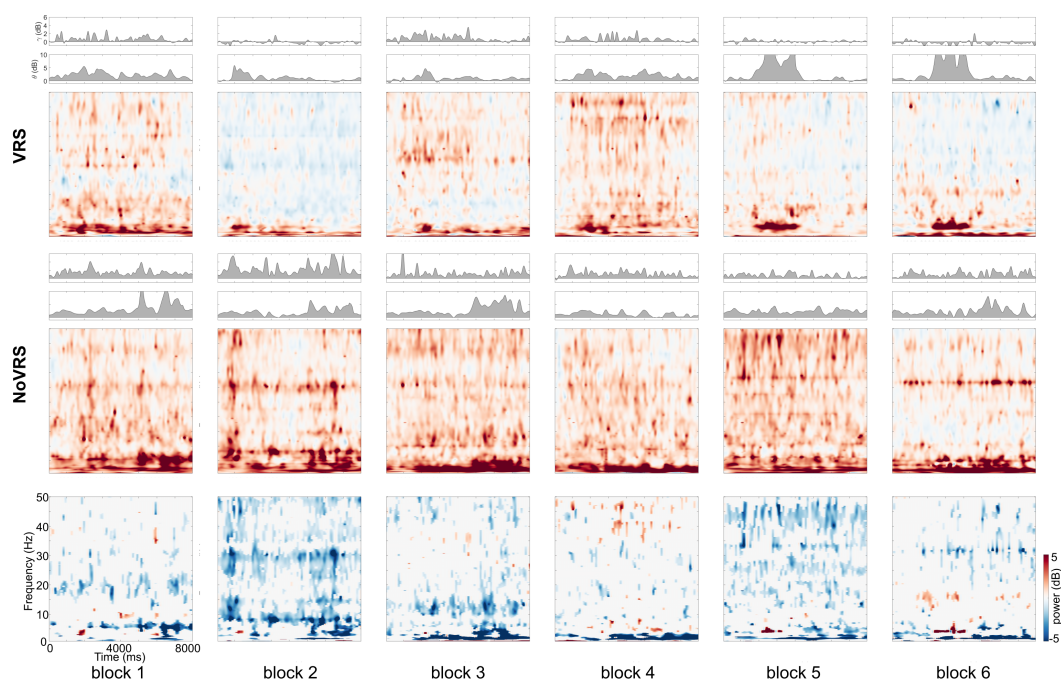 6
4
2
0
γ (dB)
10
5
0
θ (dB)
VRS
NoVRS
50
40
30
20
10
0
Frequency (Hz)
0 4000 8000
Time (ms)
5
-5
power (dB)
block 1 block 2 block 3 block 4 block 5 block 6